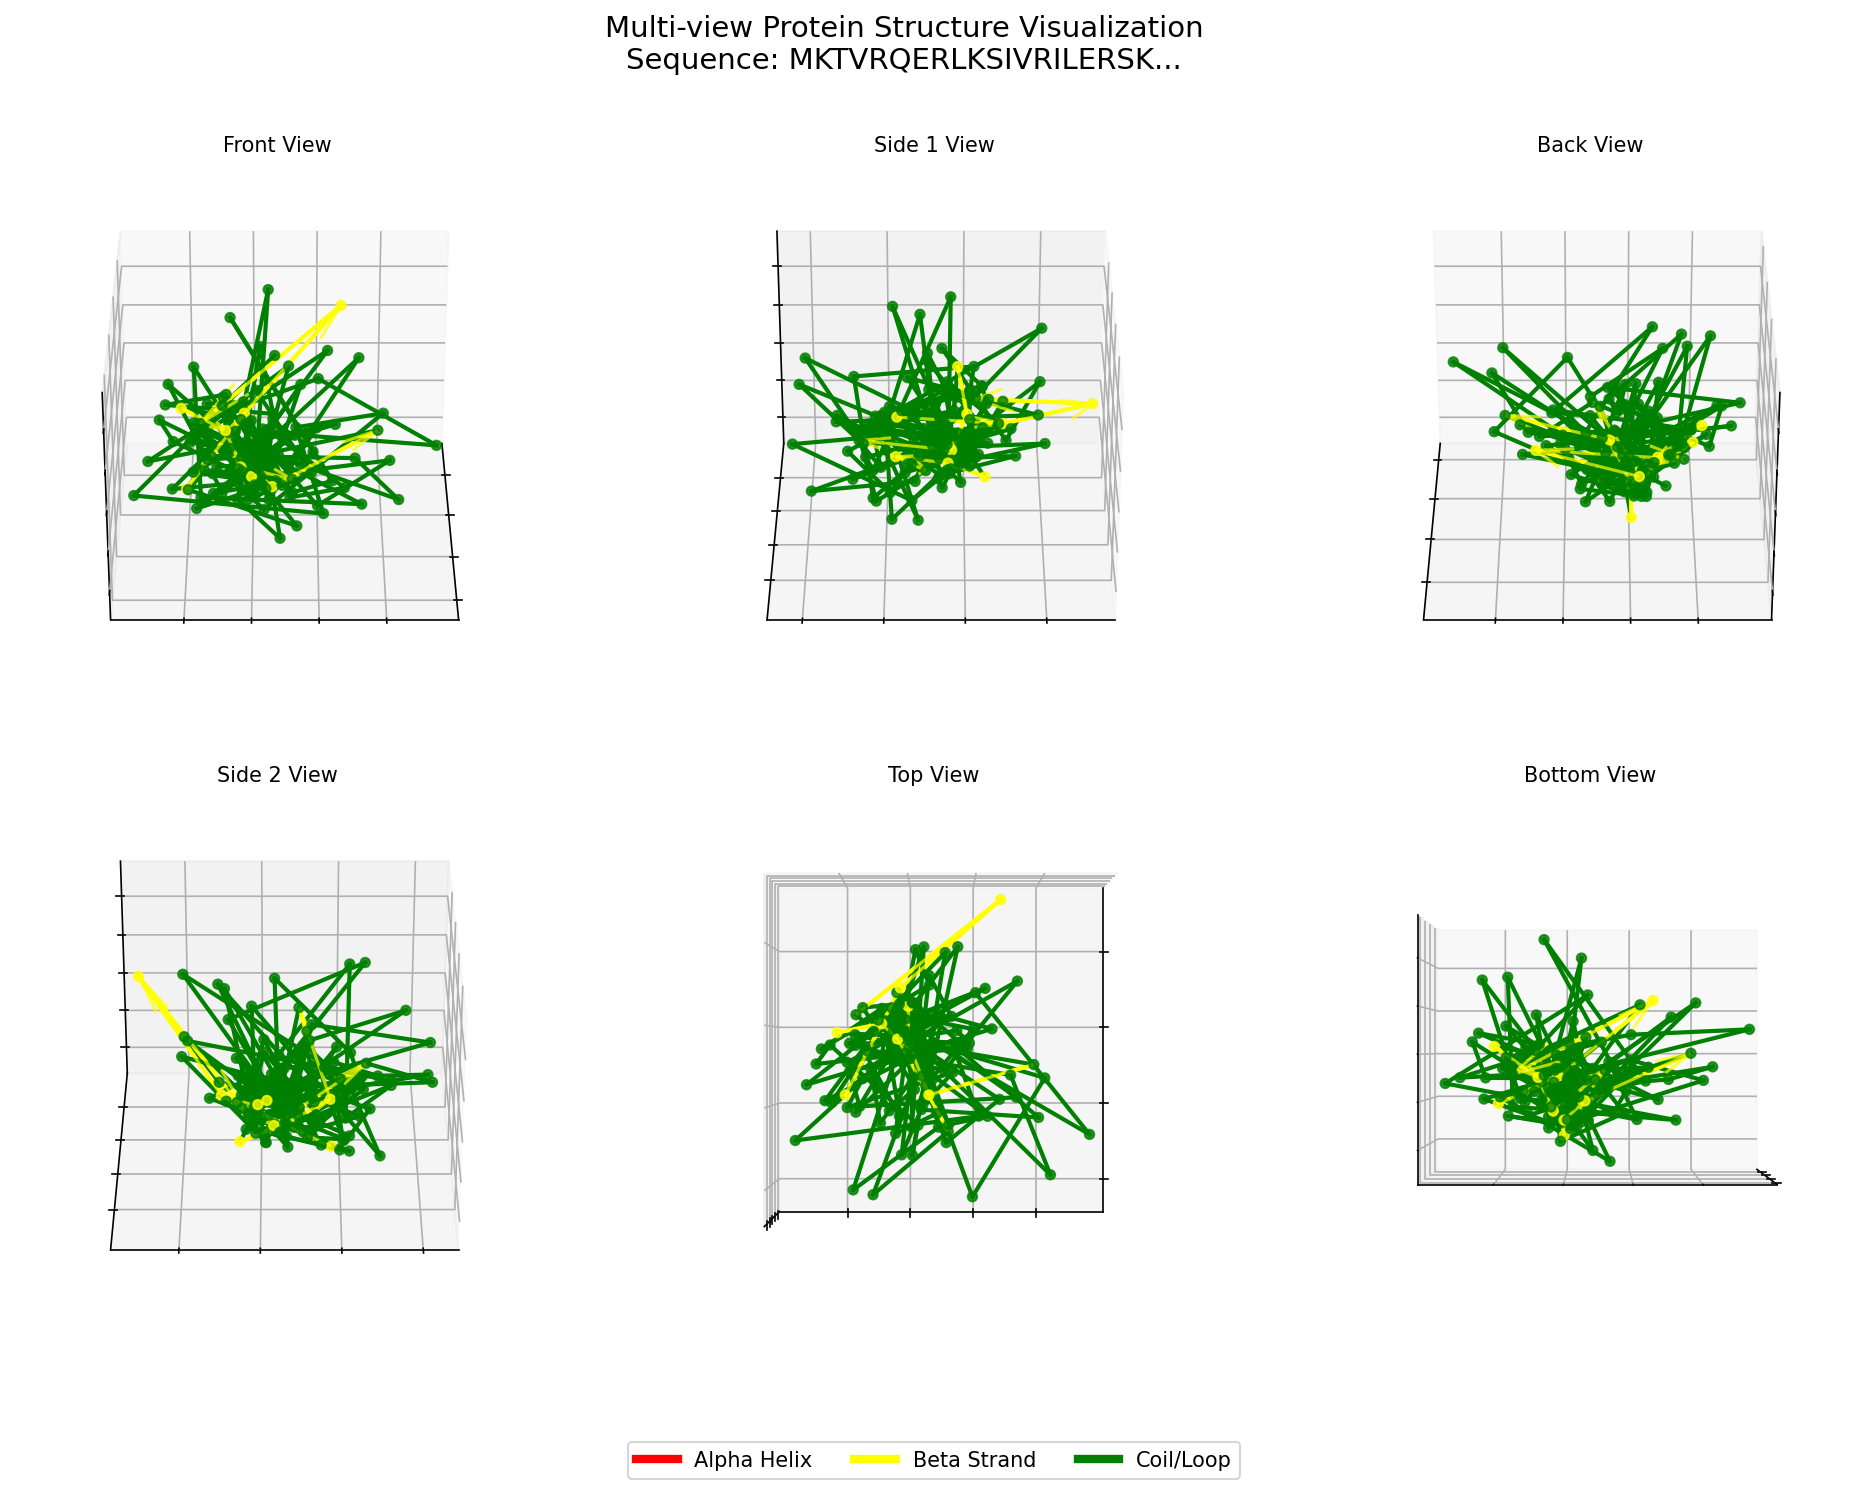 Multi-view Protein Structure Visualization
Sequence: MKTVRQERLKSIVRILERSK...
Front View
Side 1 View
Back View
Side 2 View
Top View
Bottom View
Alpha Helix
Beta Strand
Coil/Loop